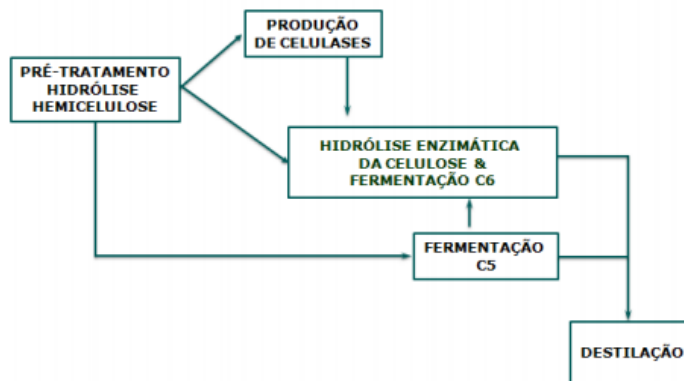 PRODUÇÃO
DE CELULASES
PRÉ-TRATAMENTO
HIDRÓLISE
HEMICELULOSE
HIDRÓLISE ENZIMÁTICA
DA CELULOSE &
FERMENTAÇÃO C6
FERMENTAÇÃO
C5
DESTILAÇÃO